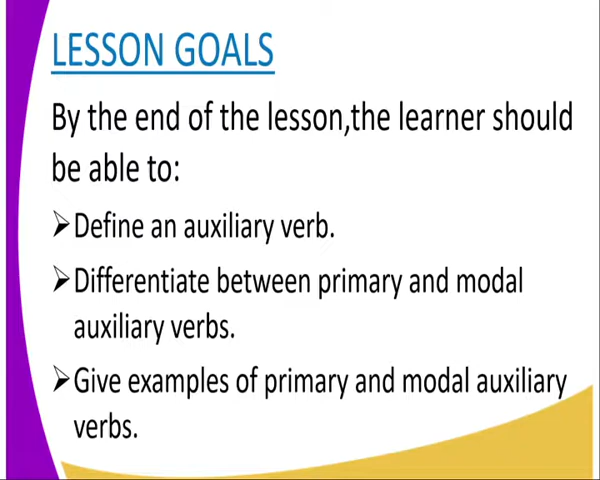 LESSON GOALS
By the end of the lesson,the learner should
be able to:
➢Define an auxiliary verb.
➢Differentiate between primary and modal
auxiliary verbs.
➢Give examples of primary and modal auxiliary
verbs.